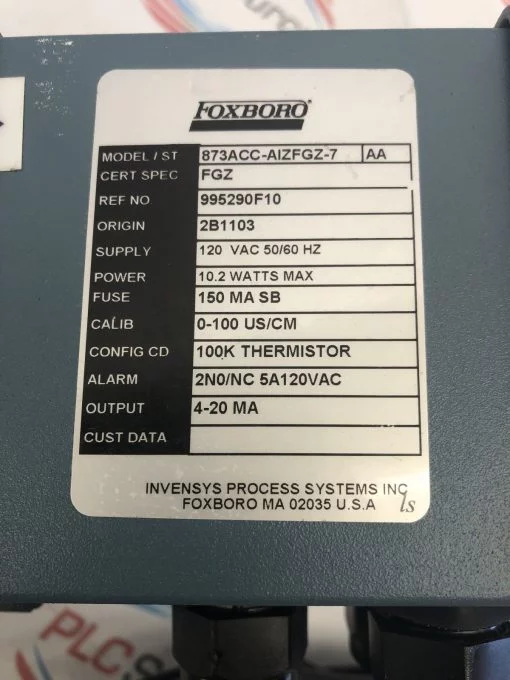 FOXBORO
MODEL / ST 873ACC-AIZFGZ-7 AA
CERT SPEC FGZ
REF NO 995290F10
ORIGIN 2B1103
SUPPLY 120 VAC 50/60 HZ
POWER 10.2 WATTS MAX
FUSE 150 MA SB
CALIB 0-100 US/CM
CONFIG CD 100K THERMISTOR
ALARM 2N0/NC 5A120VAC
OUTPUT 4-20 MA
CUST DATA
INVENSYS PROCESS SYSTEMS INC
FOXBORO MA 02035 U.S.A
ls